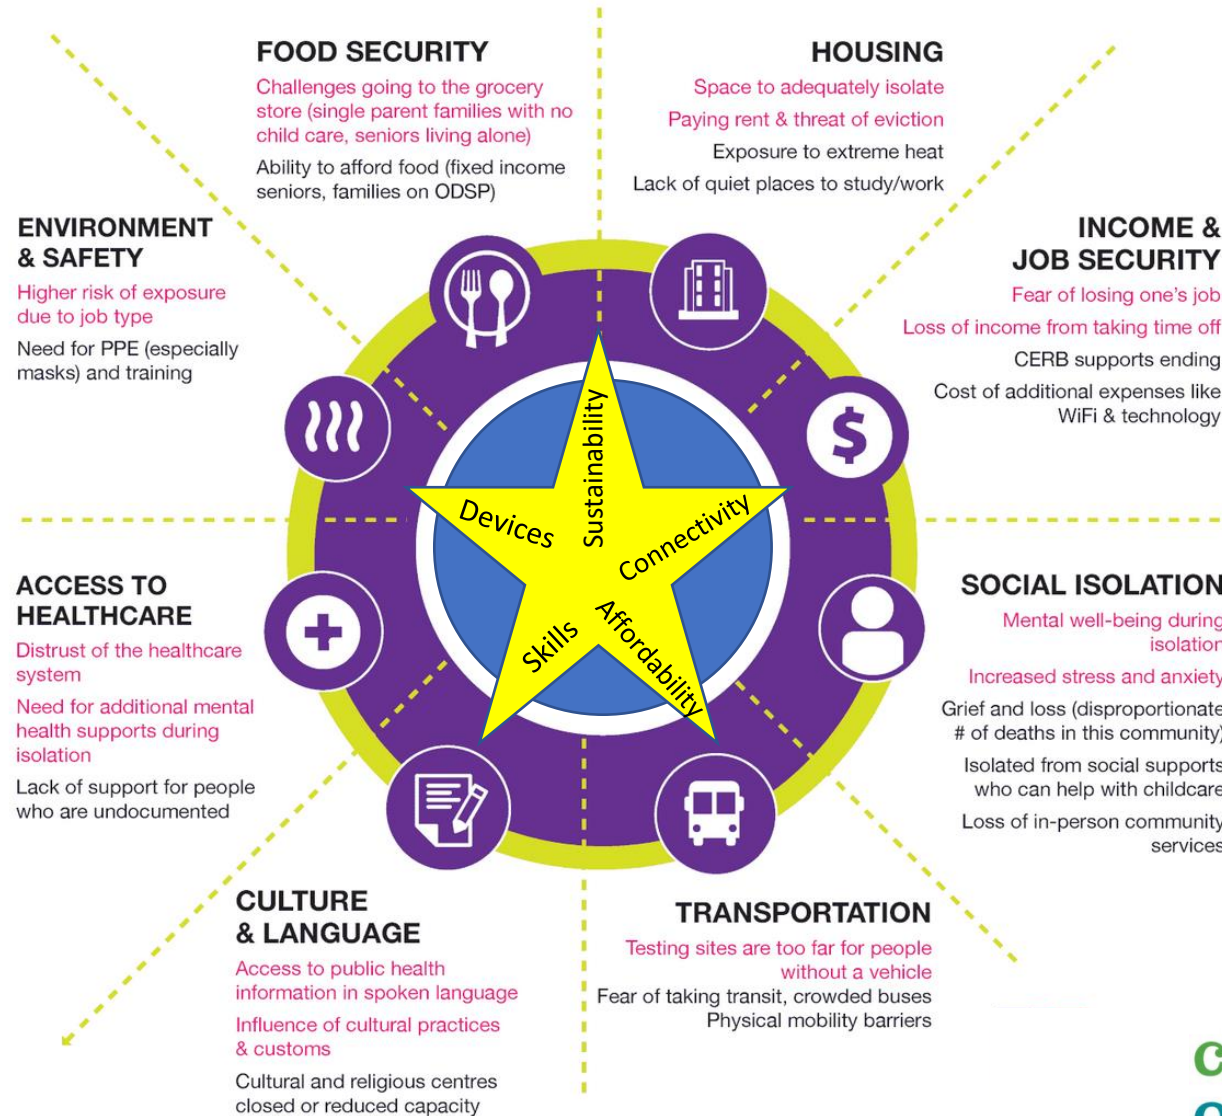 FOOD SECURITY
Challenges going to the grocery
store (single parent families with no
child care, seniors living alone)
Ability to afford food (fixed income
seniors, families on ODSP)
HOUSING
Space to adequately isolate
Paying rent & threat of eviction
Exposure to extreme heat
Lack of quiet places to study/work
ENVIRONMENT
& SAFETY
Higher risk of exposure
due to job type
Need for PPE (especially
masks) and training
INCOME &
JOB SECURITY
Fear of losing one's job
Loss of income from taking time off
CERB supports ending
Cost of additional expenses like
WiFi & technology
$
Sustainability
Devices
Connectivity
Skills
Affordability
ACCESS TO
HEALTHCARE
Distrust of the healthcare
system
Need for additional mental
health supports during
isolation
Lack of support for people
who are undocumented
SOCIAL ISOLATION
Mental well-being during
isolation
Increased stress and anxiety
Grief and loss (disproportionate
# of deaths in this community)
Isolated from social supports
who can help with childcare
Loss of in-person community
services
CULTURE
& LANGUAGE
Access to public health
information in spoken language
Influence of cultural practices
& customs
Cultural and religious centres
closed or reduced capacity
TRANSPORTATION
Testing sites are too far for people
without a vehicle
Fear of taking transit, crowded buses
Physical mobility barriers